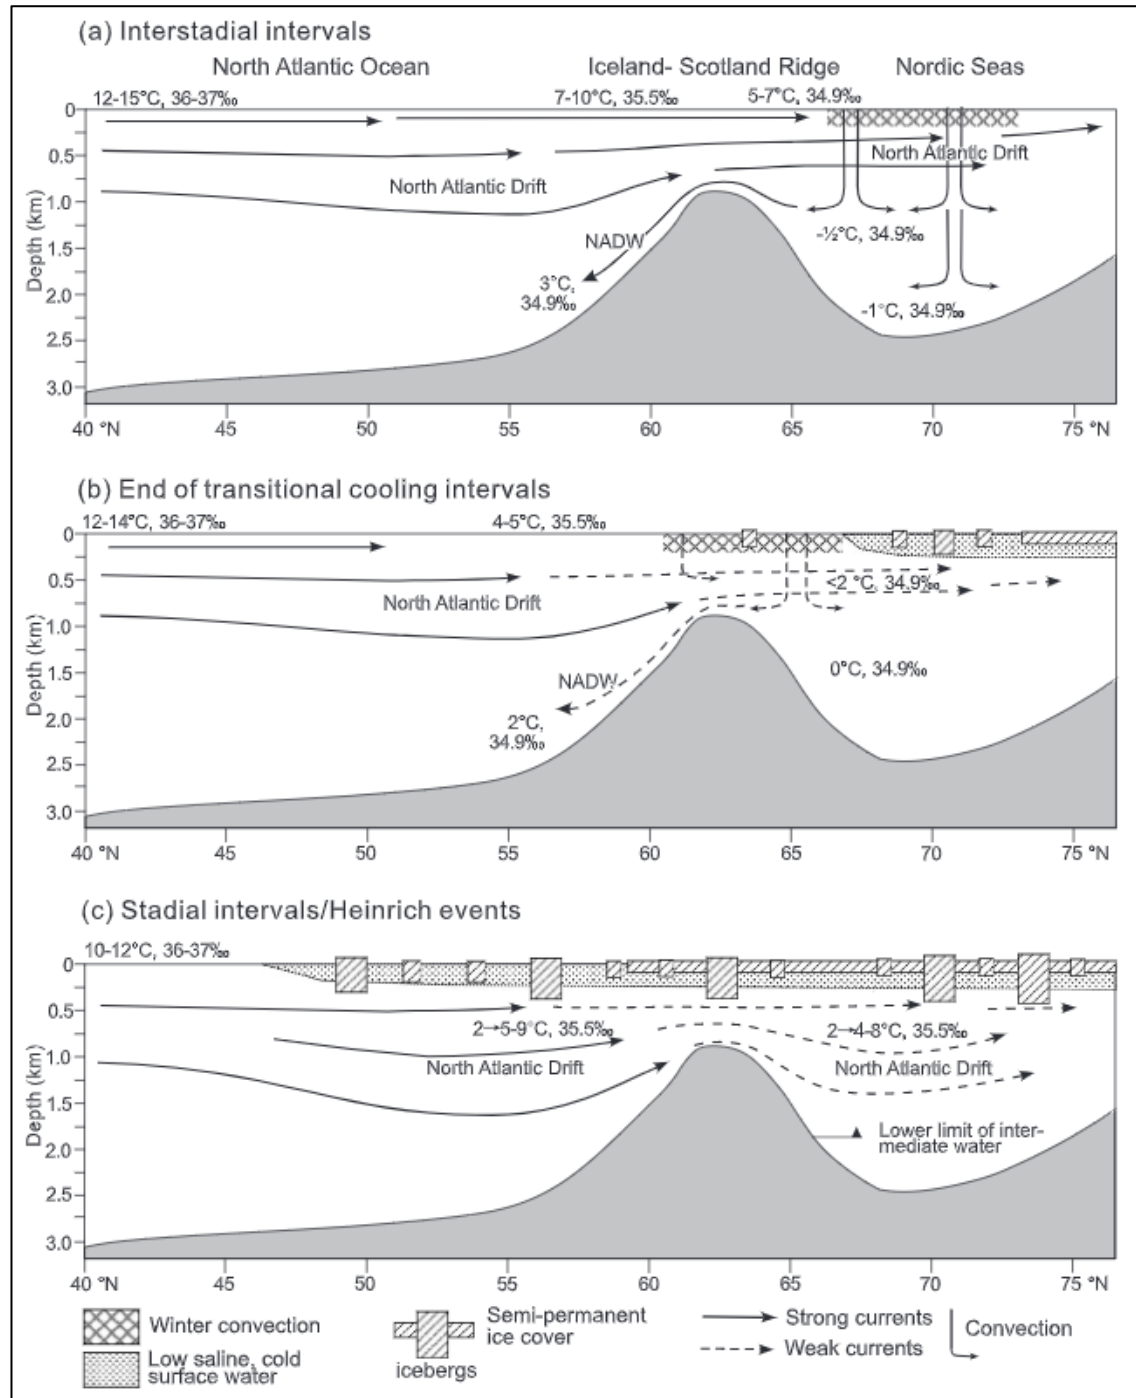 (a) Interstadial intervals
North Atlantic Ocean
Iceland- Scotland Ridge
Nordic Seas
12-15°C, 36-37‰
7-10°C, 35.5‰
5-7°C, 34.9‰
North Atlantic Drift
North Atlantic Drift
NADW
-½°C, 34.9‰
3°C,
34.9‰
-1°C, 34.9‰
Depth (km)
0
0.5
1.0
1.5
2.0
2.5
3.0
40 °N
45
50
55
60
65
70
75 °N
(b) End of transitional cooling intervals
12-14°C, 36-37‰
4-5°C, 35.5‰
<2 °C, 34.9‰
North Atlantic Drift
0°C, 34.9‰
NADW
2°C,
34.9‰
Depth (km)
0
0.5
1.0
1.5
2.0
2.5
3.0
40 °N
45
50
55
60
65
70
75 °N
(c) Stadial intervals/Heinrich events
10-12°C, 36-37‰
2→5-9°C, 35.5‰
2→4-8°C, 35.5‰
North Atlantic Drift
North Atlantic Drift
Lower limit of inter-
mediate water
Depth (km)
0
0.5
1.0
1.5
2.0
2.5
3.0
40 °N
45
50
55
60
65
70
75 °N
Winter convection
Low saline, cold
surface water
icebergs
Semi-permanent
ice cover
Strong currents
Weak currents
Convection